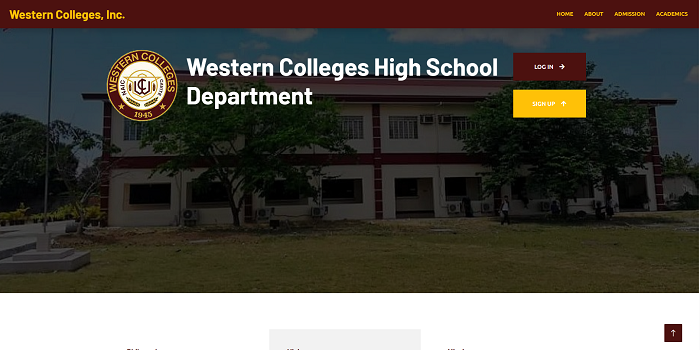 Western Colleges, Inc.
HOME ABOUT ADMISSION ACADEMICS
WESTERN COLLEGES
NAIC CAVITE
1945
Western Colleges High School
Department
LOG IN
SIGN UP